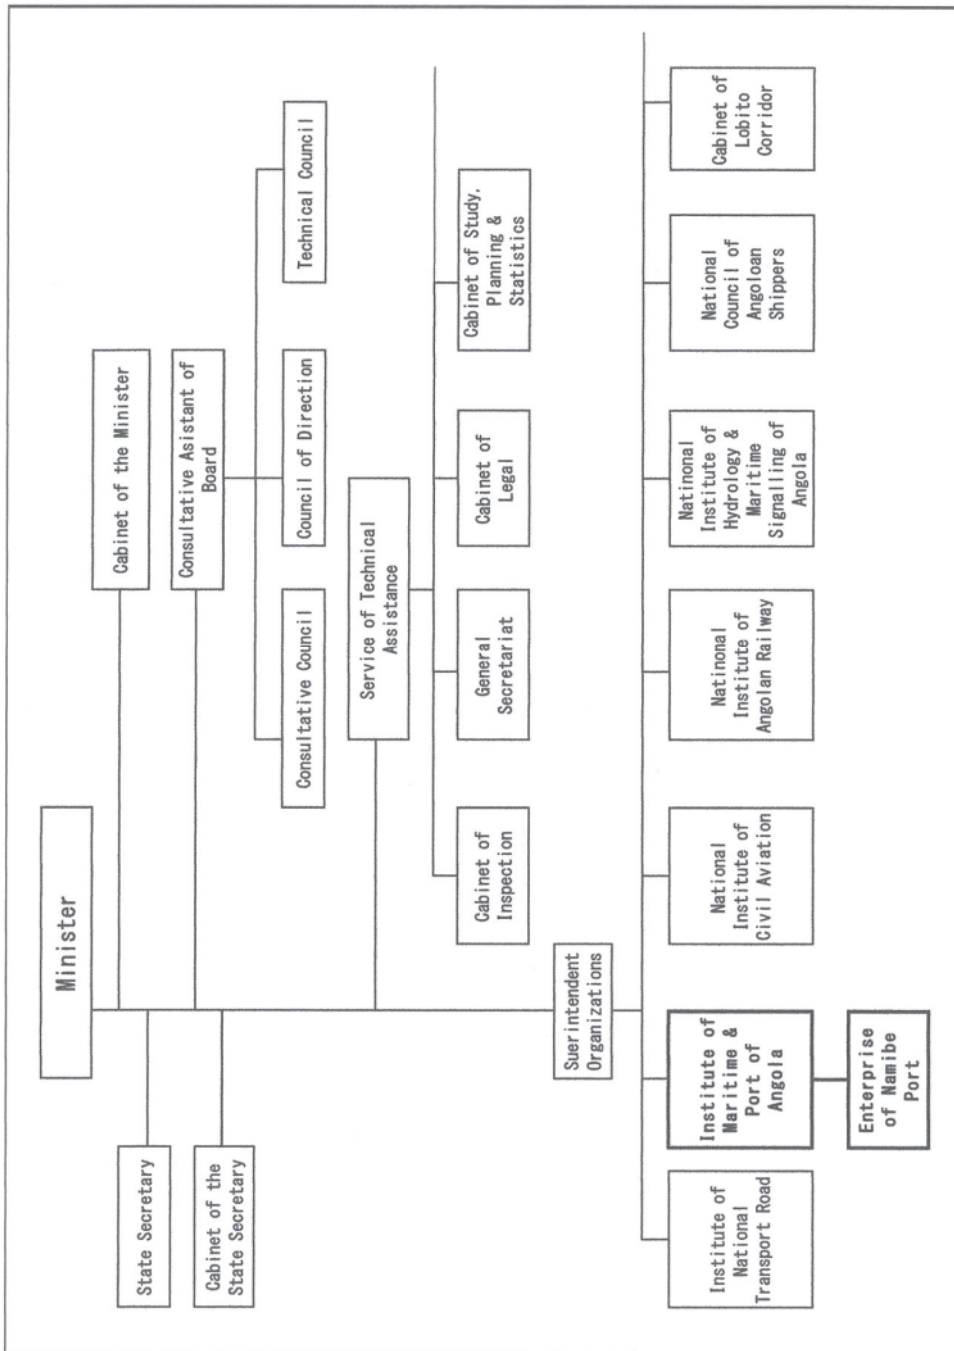 Minister
State Secretary
Cabinet of the
State Secretary
Cabinet of the Minister
Consultative Asistant of
Board
Consultative Council
Council of Direction
Technical Council
Service of Technical
Assistance
Cabinet of
Inspection
General
Secretariat
Cabinet of
Legal
Cabinet of Study,
Planning &
Statistics
Suerintendent
Organizations
Institute of
National
Transport Road
Institute of
Maritime &
Port of
Angola
National
Institute of
Civil Aviation
Natinonal
Institute of
Angolan Railway
Natinonal
Institute of
Hydrology &
Maritime
Signalling of
Angola
National
Council of
Angoloan
Shippers
Cabinet of
Lobito
Corridor
Enterprise
of Namibe
Port